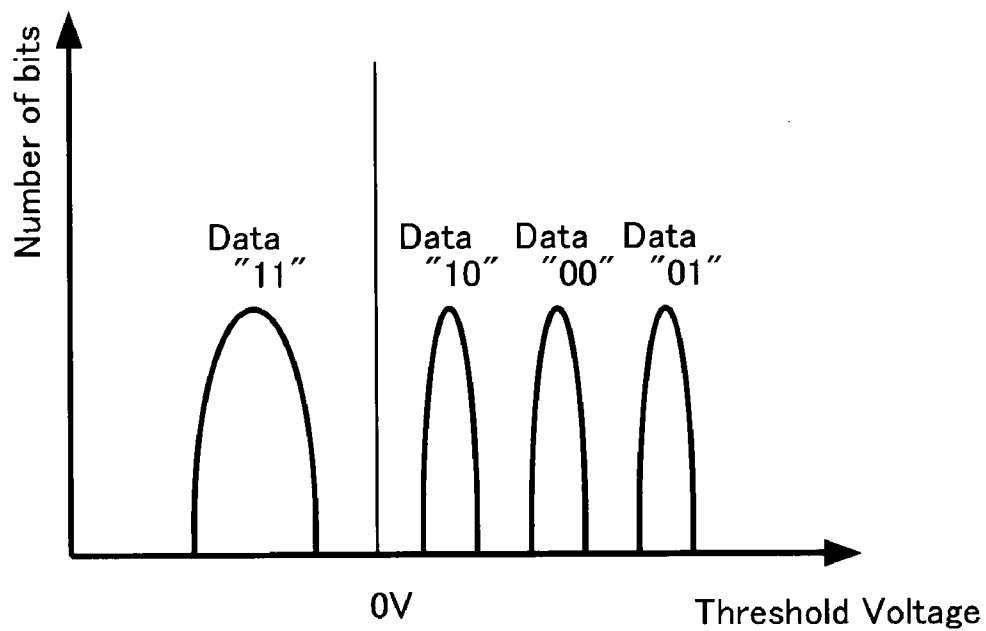 Number of bits
Data
"11"
Data
"10"
Data
"00"
Data
"01"
0V
Threshold Voltage